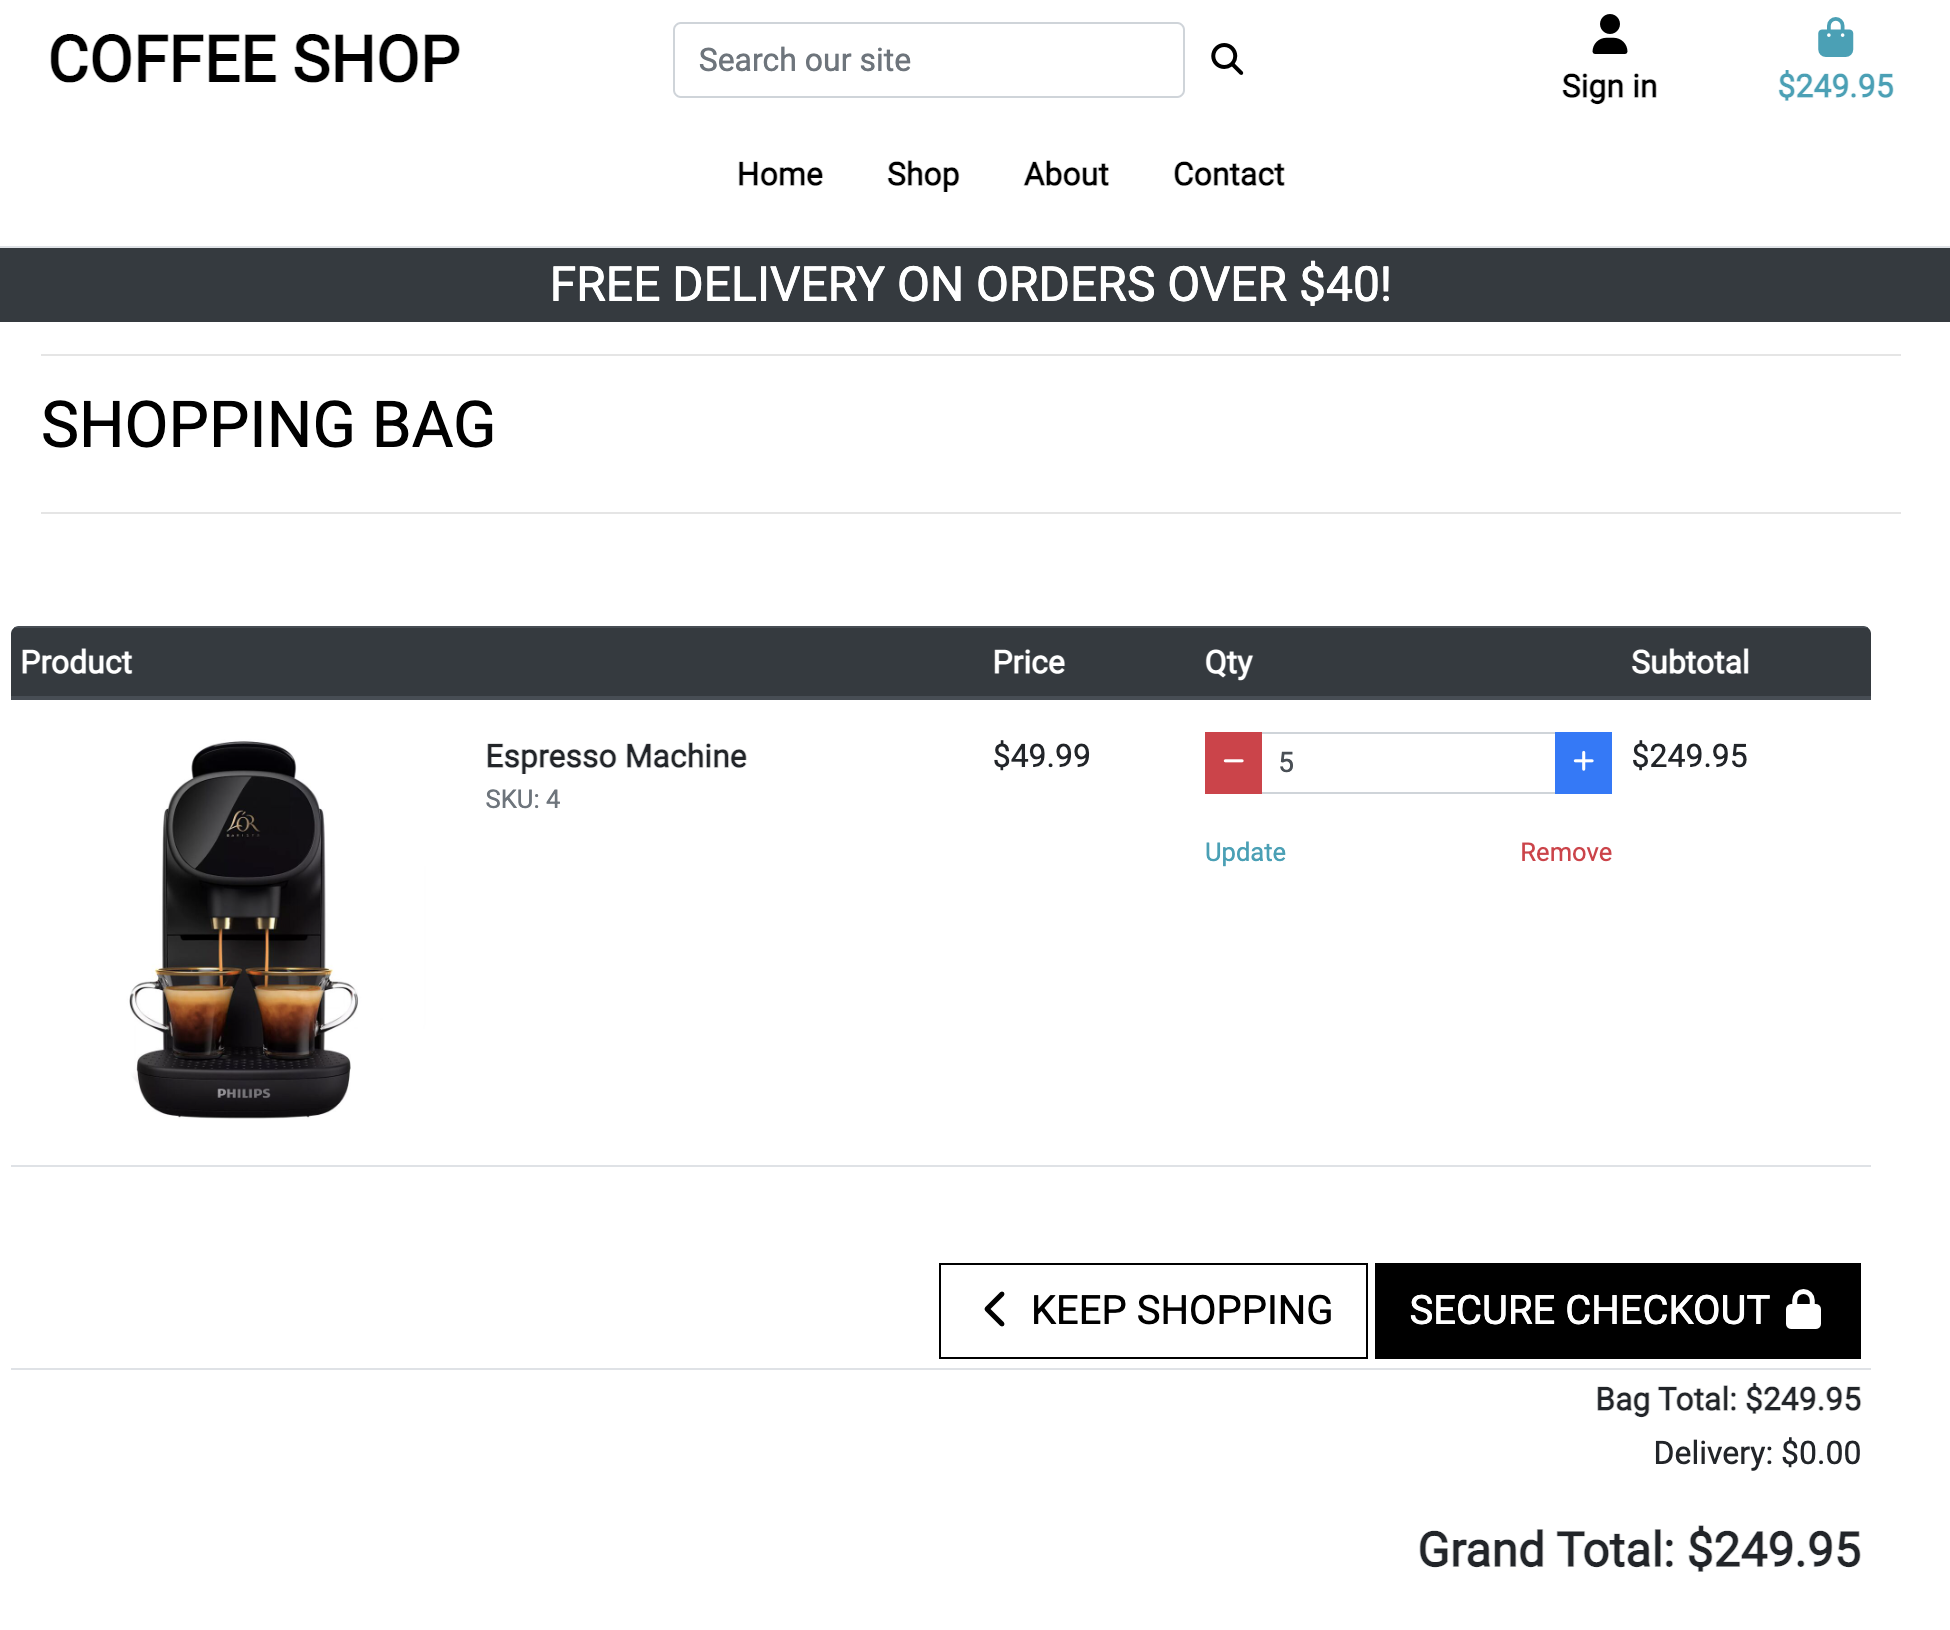 COFFEE SHOP
Search our site
Sign in
$249.95
Home Shop About Contact
FREE DELIVERY ON ORDERS OVER $40!
SHOPPING BAG
Product Price Qty Subtotal
Espresso Machine $49.99 5 $249.95
SKU: 4
Update Remove
L'OR
BARISTA
PHILIPS
KEEP SHOPPING SECURE CHECKOUT
Bag Total: $249.95
Delivery: $0.00
Grand Total: $249.95